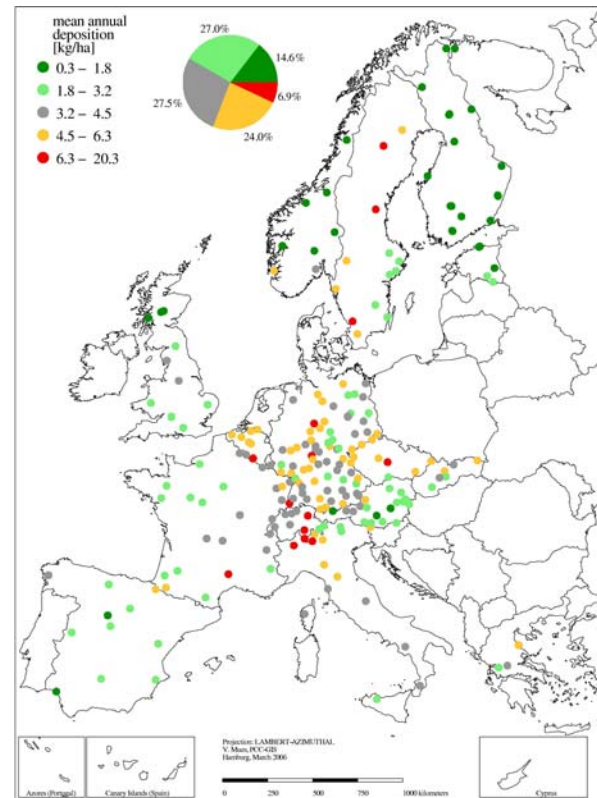 mean annual
deposition
[kg/ha]
0.3 – 1.8
1.8 – 3.2
3.2 – 4.5
4.5 – 6.3
6.3 – 20.3
27.0%
14.6%
6.9%
24.0%
27.5%
Projection: LAMBERT-AZIMUTHAL
V. Mues, PCC-GIS
Hamburg, March 2006
0 250 500 750 1000 kilometers
Azores (Portugal)
Canary Islands (Spain)
Cyprus